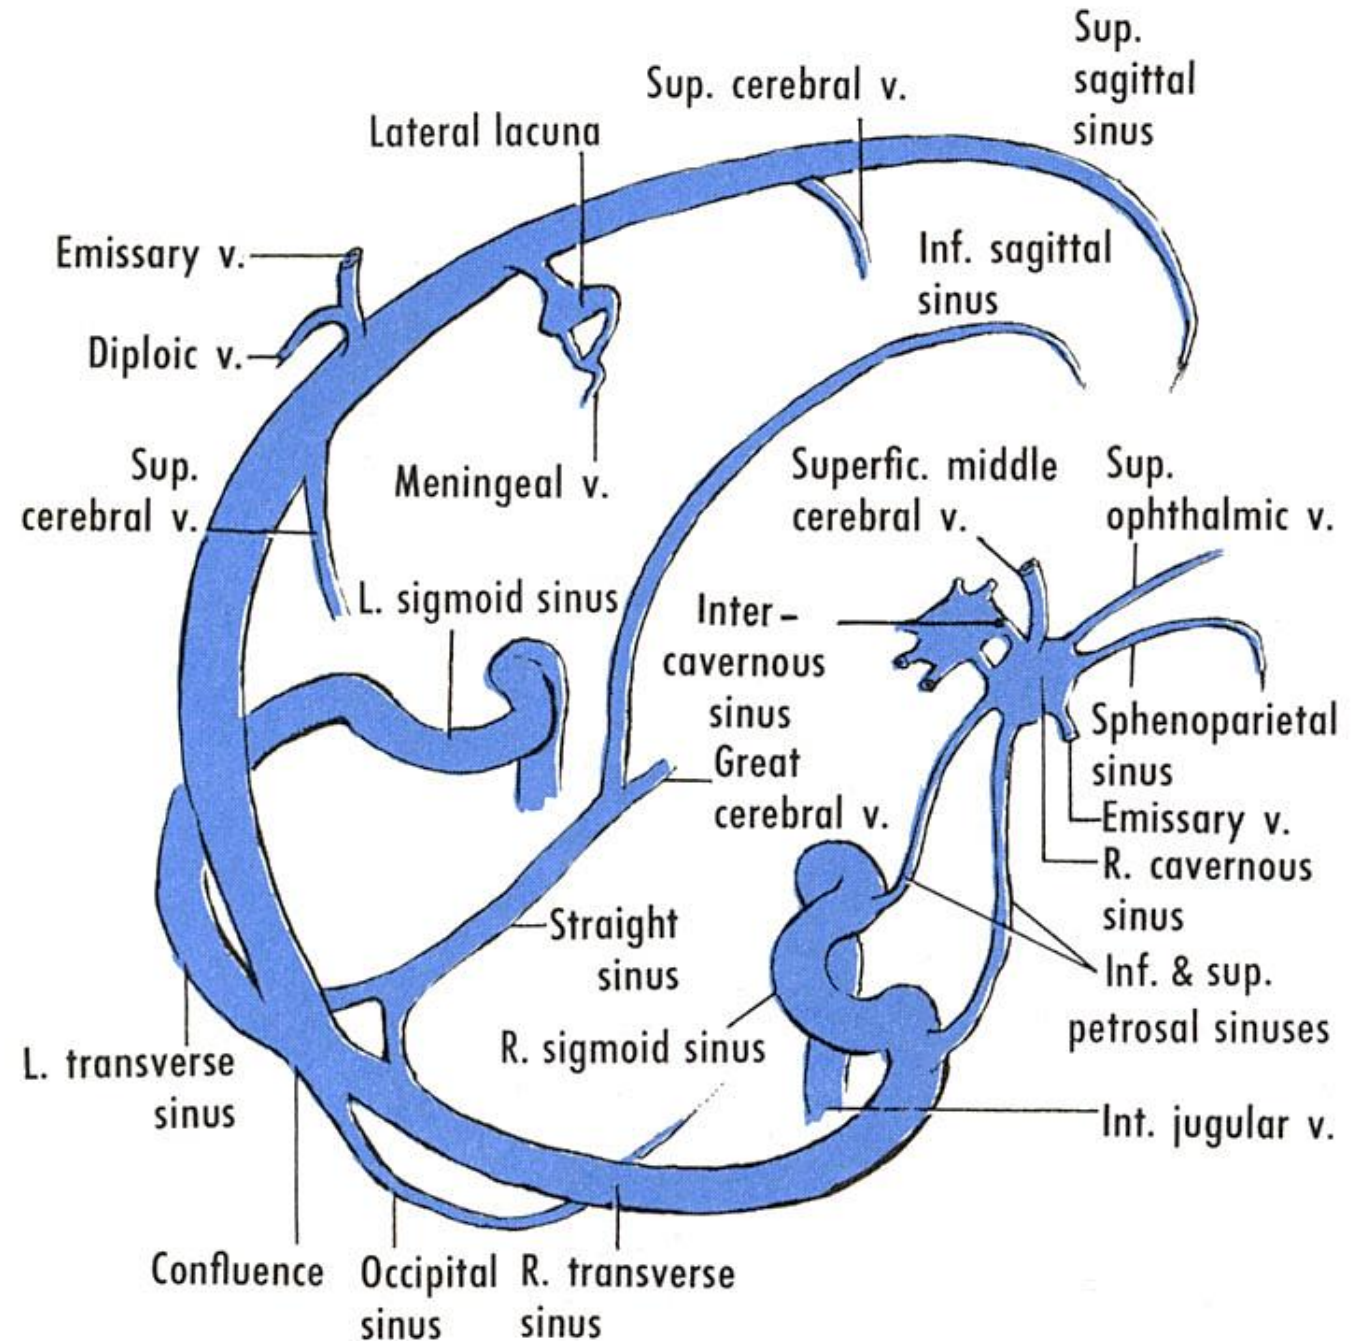 Sup.
sagittal
sinus
Sup. cerebral v.
Lateral lacuna
Emissary v.
Inf. sagittal
sinus
Diploic v.
Sup.
cerebral v.
Meningeal v.
Superfic. middle
cerebral v.
Sup.
ophthalmic v.
L. sigmoid sinus
Inter-
cavernous
sinus
Great
cerebral v.
Sphenoparietal
sinus
Emissary v.
R. cavernous
sinus
Straight
sinus
Inf. & sup.
petrosal sinuses
R. sigmoid sinus
L. transverse
sinus
Int. jugular v.
Confluence
Occipital
sinus
R. transverse
sinus